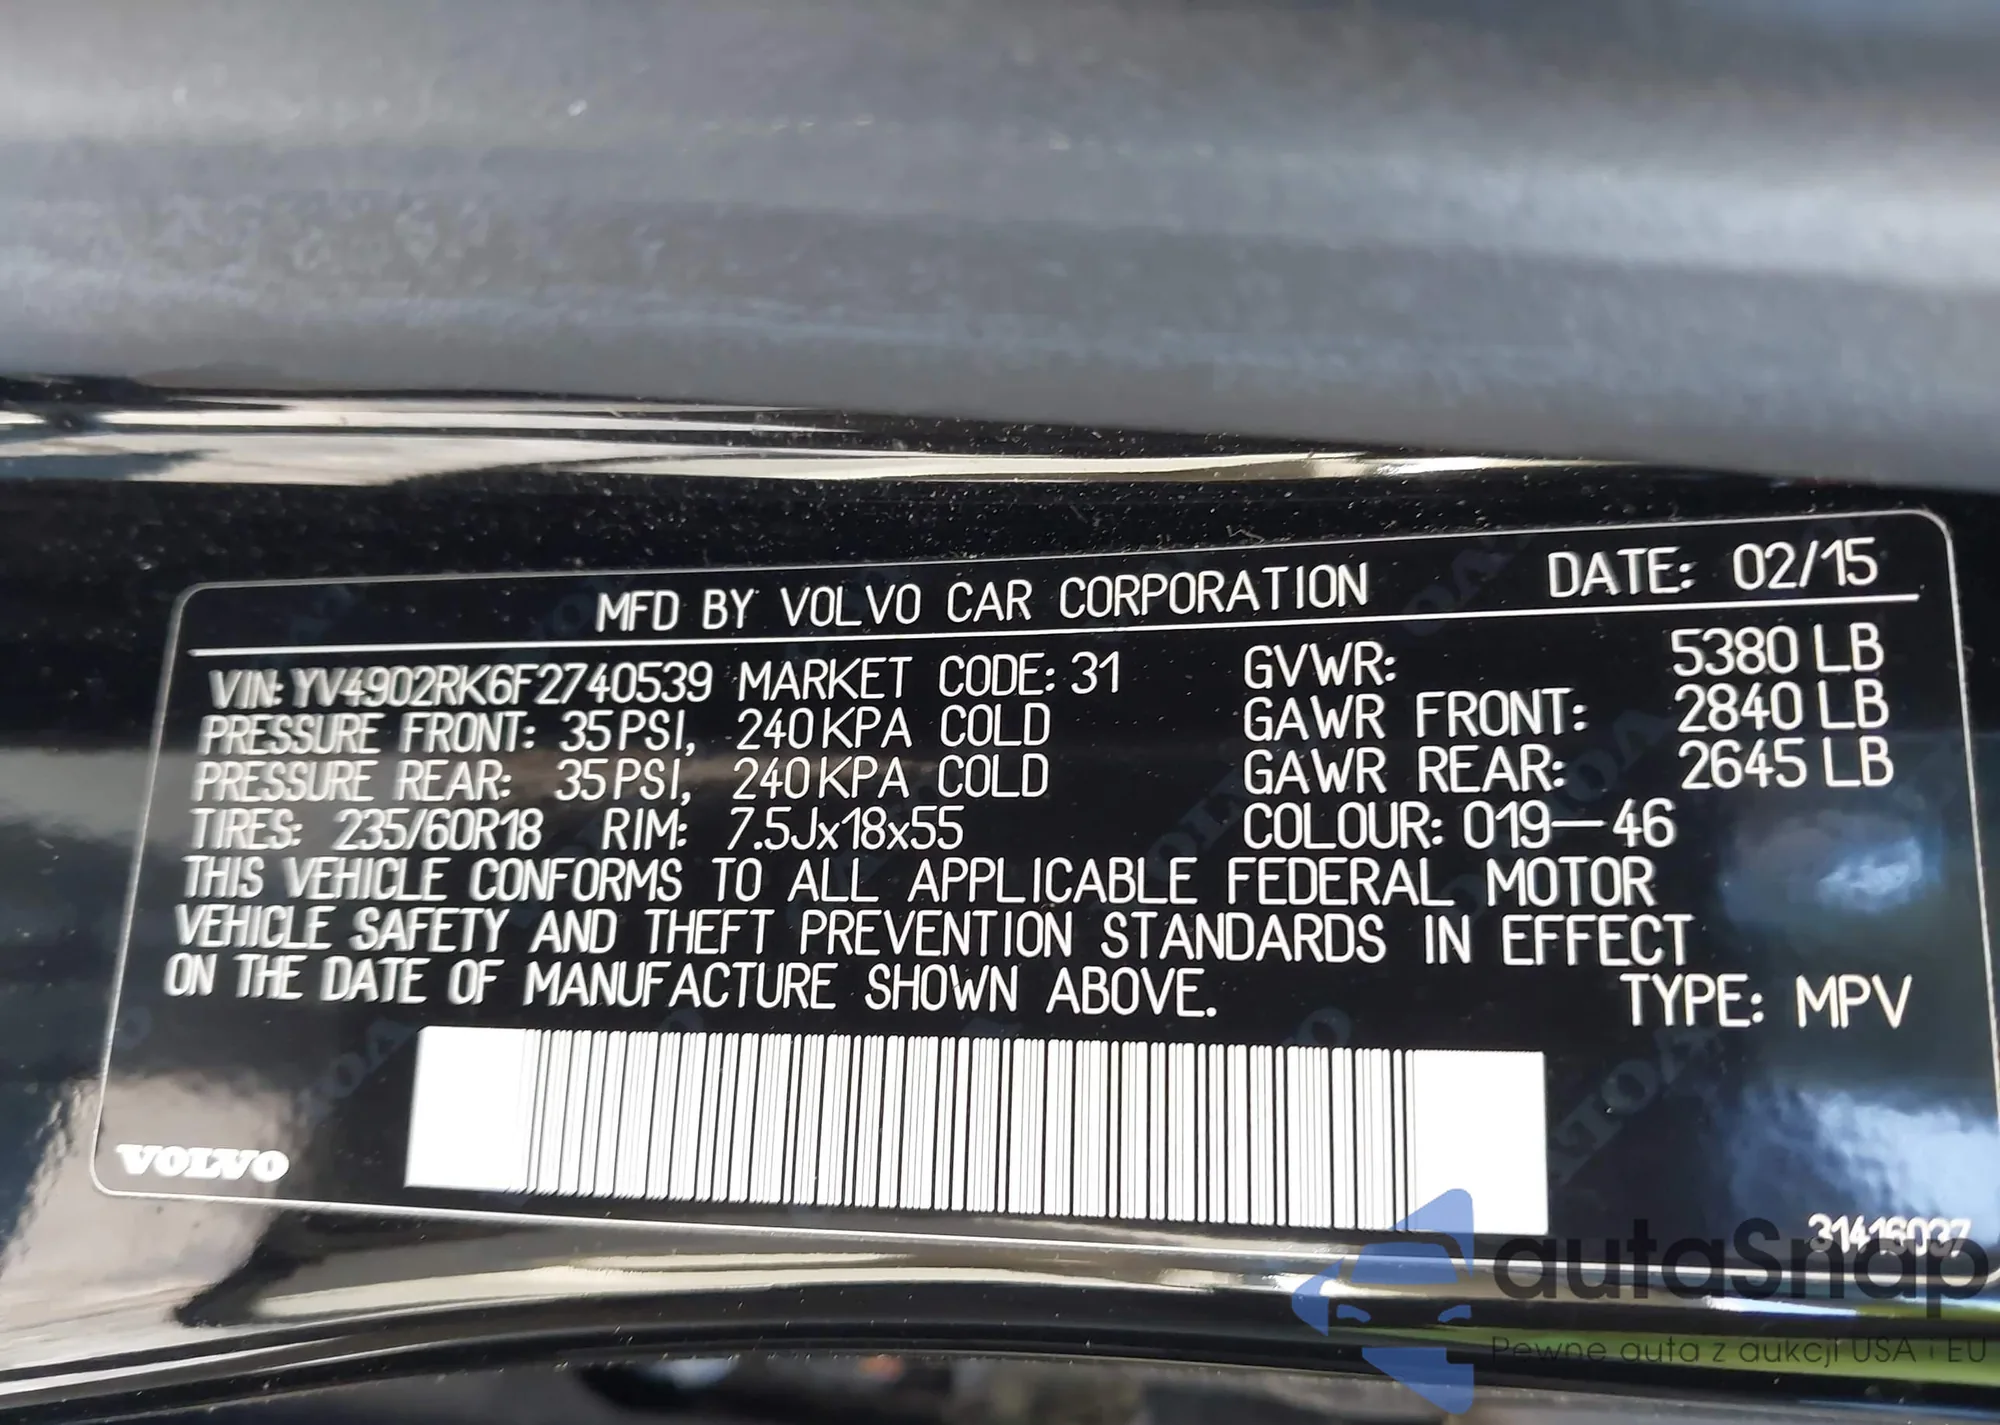 MFD BY VOLVO CAR CORPORATION DATE: 02/15
VIN: YV4902RK6F2740539 MARKET CODE: 31 GVWR: 5380 LB
PRESSURE FRONT: 35 PSI, 240 KPA COLD GAWR FRONT: 2840 LB
PRESSURE REAR: 35 PSI, 240 KPA COLD GAWR REAR: 2645 LB
TIRES: 235/60R18 RIM: 7.5Jx18x55 COLOUR: 019-46
THIS VEHICLE CONFORMS TO ALL APPLICABLE FEDERAL MOTOR
VEHICLE SAFETY AND THEFT PREVENTION STANDARDS IN EFFECT
ON THE DATE OF MANUFACTURE SHOWN ABOVE. TYPE: MPV
VOLVO
31416037
autaSnap
Pewne auta z aukcji USA i EU